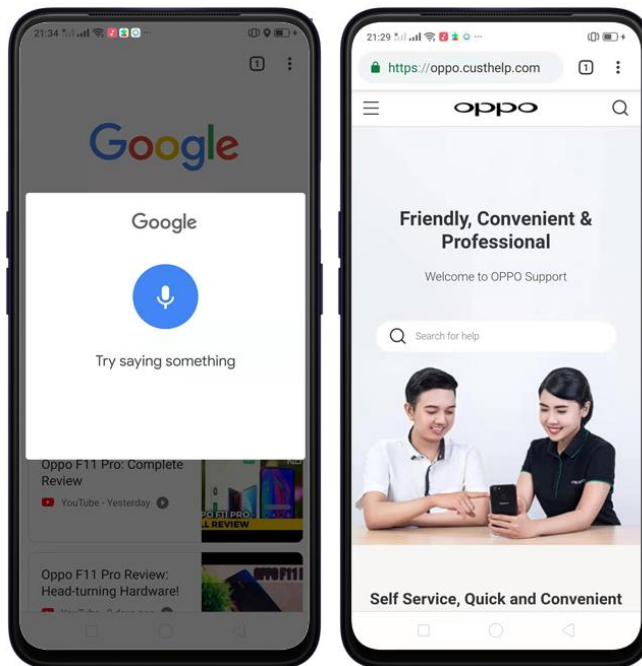 21:34
1
Google
Google
Try saying something
Oppo F11 Pro: Complete
Review
YouTube - Yesterday
Oppo F11 Pro Review:
Head-turning Hardware!
21:29
https://oppo.custhelp.com
1
oppo
Friendly, Convenient &
Professional
Welcome to OPPO Support
Search for help
Self Service, Quick and Convenient